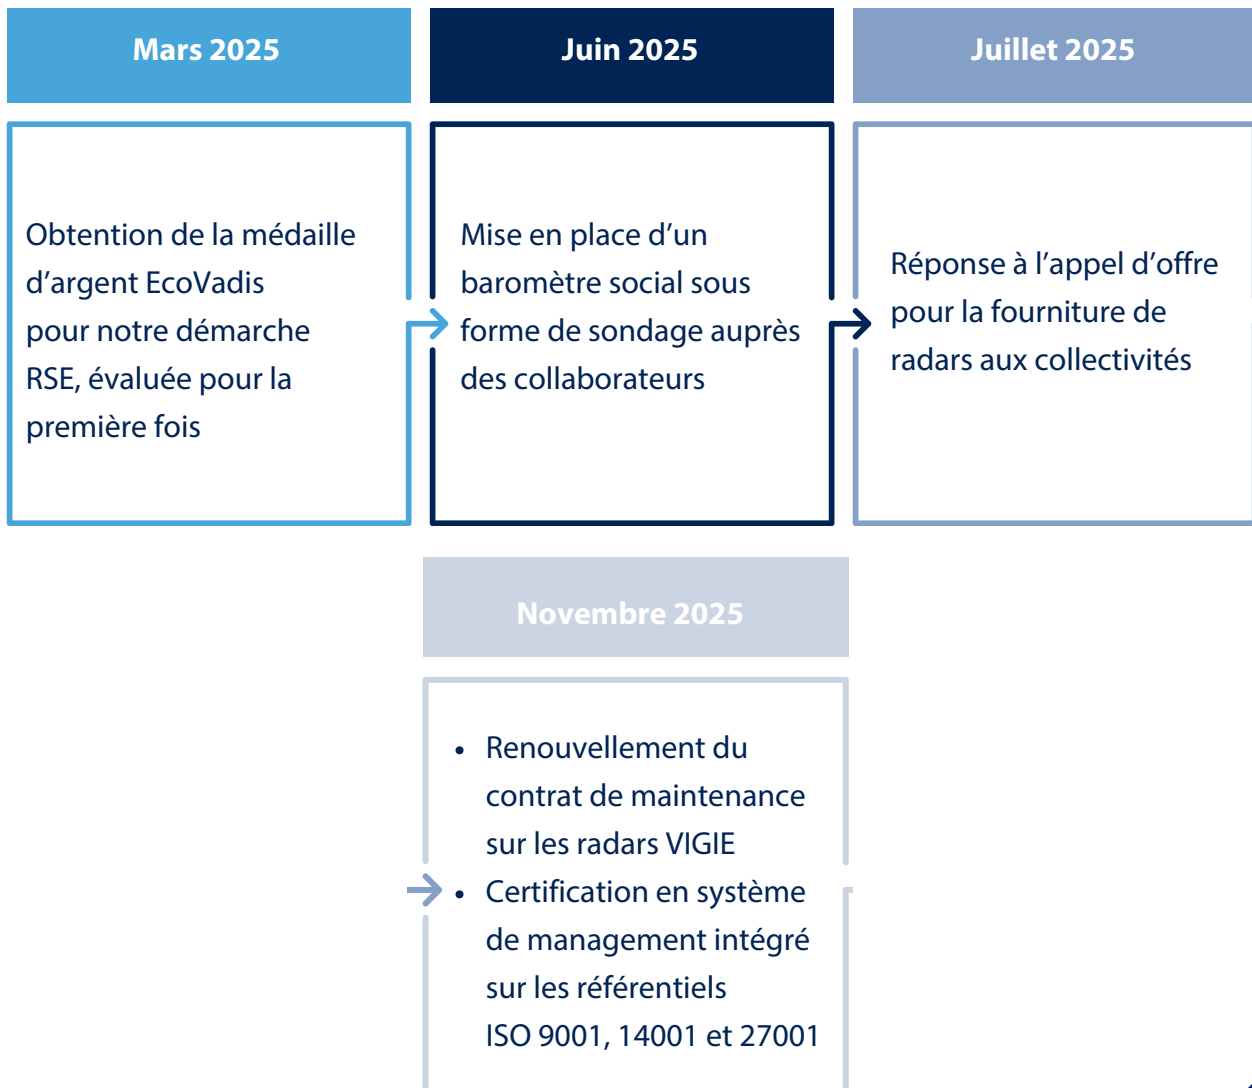 Mars 2025
Obtention de la médaille
d’argent EcoVadis
pour notre démarche
RSE, évaluée pour la
première fois
Juin 2025
Mise en place d’un
baromètre social sous
forme de sondage auprès
des collaborateurs
Juillet 2025
Réponse à l’appel d’offre
pour la fourniture de
radars aux collectivités
Novembre 2025
• Renouvellement du
contrat de maintenance
sur les radars VIGIE
• Certification en système
de management intégré
sur les référentiels
ISO 9001, 14001 et 27001